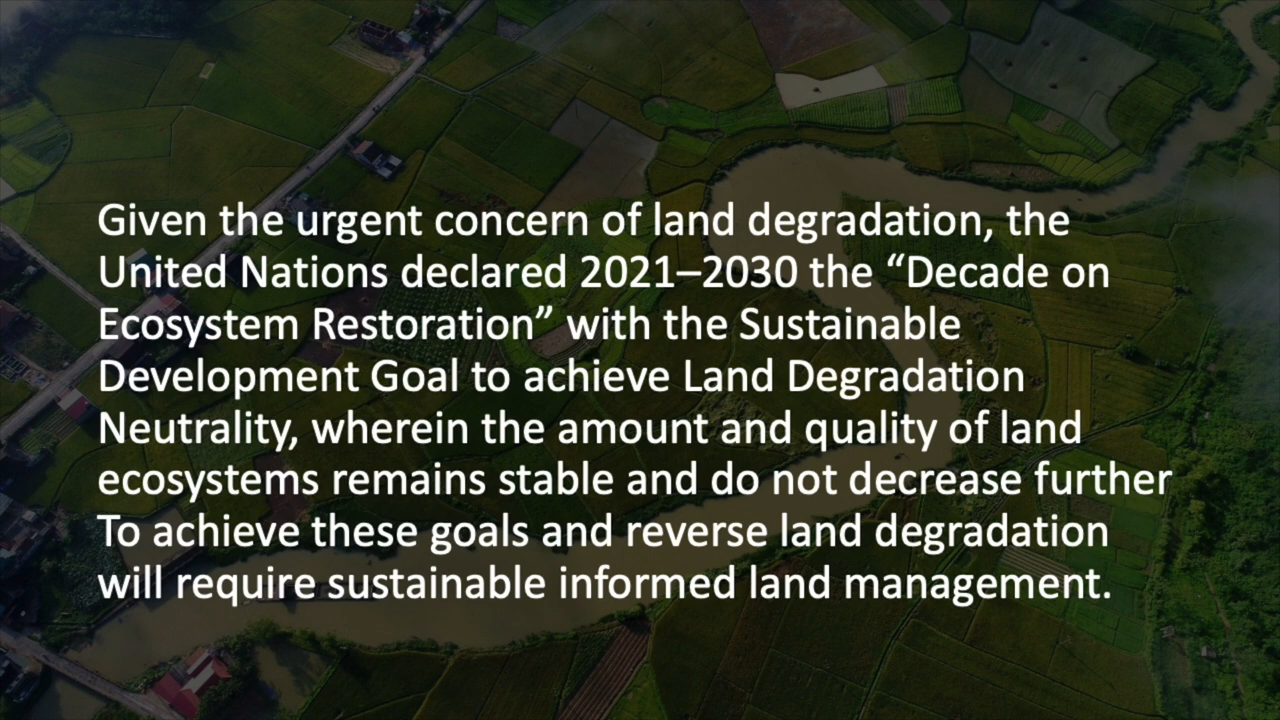 Given the urgent concern of land degradation, the
United Nations declared 2021–2030 the “Decade on
Ecosystem Restoration” with the Sustainable
Development Goal to achieve Land Degradation
Neutrality, wherein the amount and quality of land
ecosystems remains stable and do not decrease further
To achieve these goals and reverse land degradation
will require sustainable informed land management.